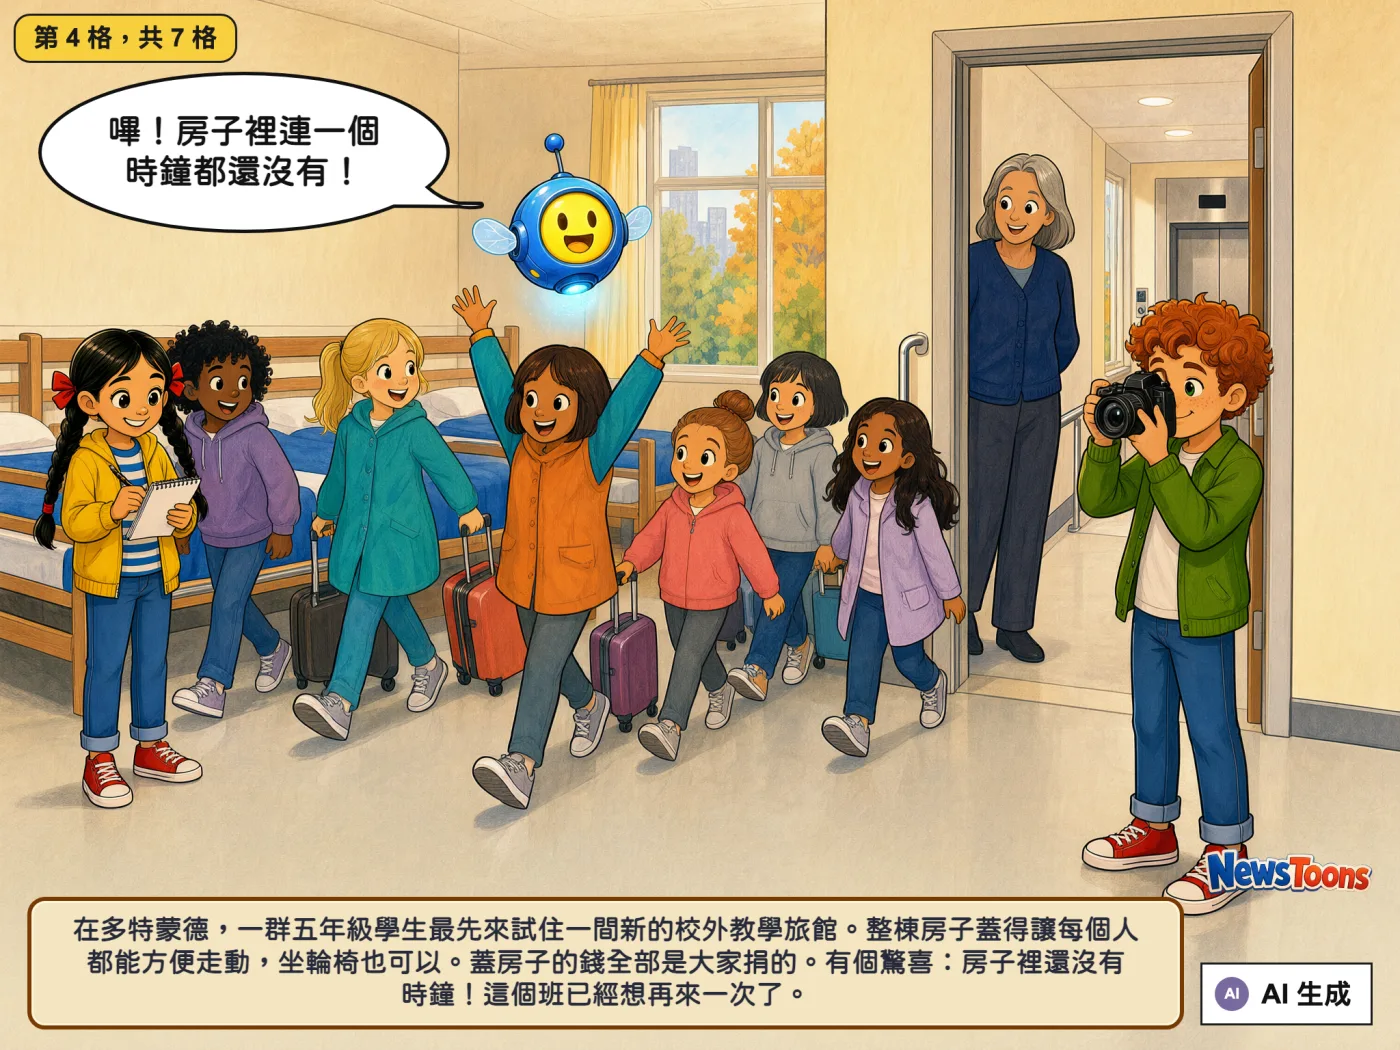 第 4 格，共 7 格
嗶！房子裡連一個
時鐘都還沒有！
在多特蒙德，一群五年級學生最先來試住一間新的校外教學旅館。整棟房子蓋得讓每個人
都能方便走動，坐輪椅也可以。蓋房子的錢全部是大家捐的。有個驚喜：房子裡還沒有
時鐘！這個班已經想再來一次了。
NewsToons
AI AI 生成